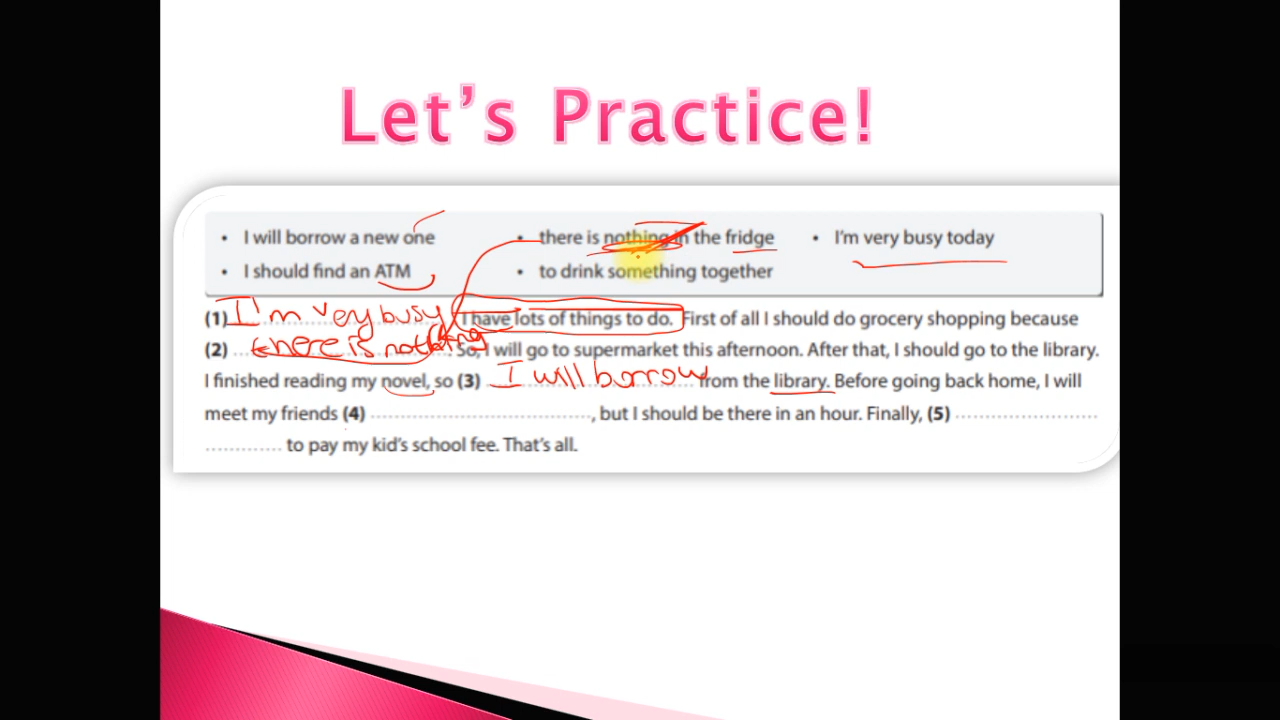 Let's Practice!
• I will borrow a new one • there is nothing in the fridge • I'm very busy today
• I should find an ATM • to drink something together
(1) I'm very busy I have lots of things to do. First of all I should do grocery shopping because
(2) there is nothing. So, I will go to supermarket this afternoon. After that, I should go to the library.
I finished reading my novel, so (3) I will borrow from the library. Before going back home, I will
meet my friends (4) ........................................, but I should be there in an hour. Finally, (5) ..........................
.............. to pay my kid's school fee. That's all.